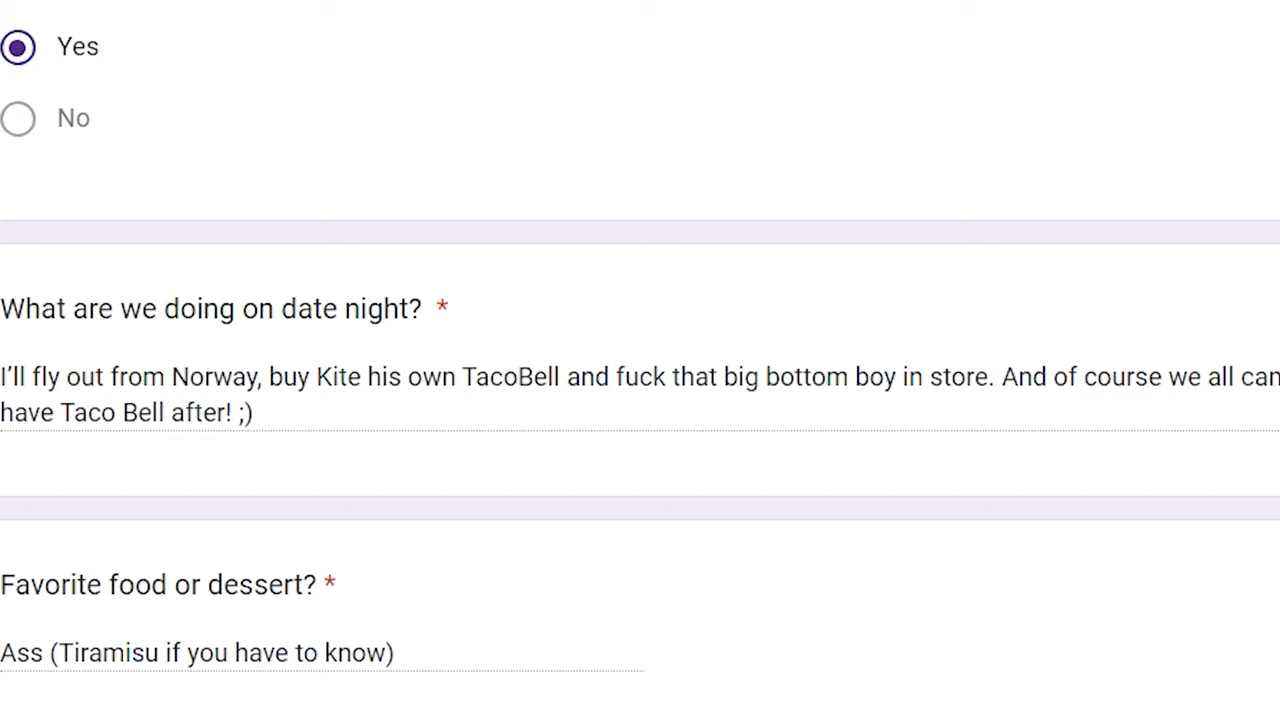 Yes
No
What are we doing on date night? *
I’ll fly out from Norway, buy Kite his own TacoBell and fuck that big bottom boy in store. And of course we all can
have Taco Bell after! ;)
Favorite food or dessert? *
Ass (Tiramisu if you have to know)